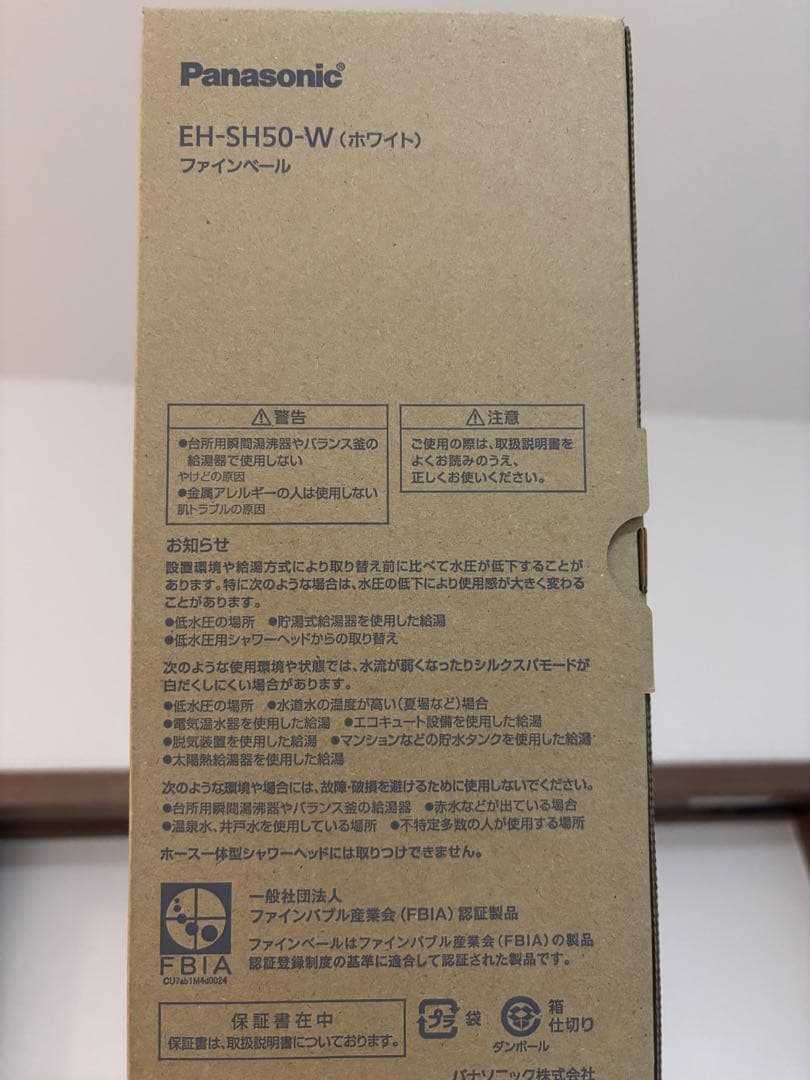 Panasonic®
EH-SH50-W（ホワイト）
ファインベール
⚠警告
●台所用瞬間湯沸器やバランス釜の
給湯器で使用しない
やけどの原因
●金属アレルギーの人は使用しない
肌トラブルの原因
⚠注意
ご使用の際は、取扱説明書を
よくお読みのうえ、
正しくお使いください。
お知らせ
設置環境や給湯方式により取り替え前に比べて水圧が低下することが
あります。特に次のような場合は、水圧の低下により使用感が大きく変わる
ことがあります。
●低水圧の場所 ●貯湯式給湯器を使用した給湯
●低水圧用シャワーヘッドからの取り替え
次のような使用環境や状態では、水流が弱くなったりシルクスパモードが
白だくしにくい場合があります。
●低水圧の場所 ●水道水の温度が高い（夏場など）場合
●電気温水器を使用した給湯 ●エコキュート設備を使用した給湯
●脱気装置を使用した給湯 ●マンションなどの貯水タンクを使用した給湯
●太陽熱給湯器を使用した給湯
次のような環境や場合には、故障・破損を避けるために使用しないでください。
●台所用瞬間湯沸器やバランス釜の給湯器 ●赤水などが出ている場合
●温泉水、井戸水を使用している場所 ●不特定多数の人が使用する場所
ホース一体型シャワーヘッドには取りつけできません。
FBIA
CU7ab1M4d0024
一般社団法人
ファインバブル産業会（FBIA）認証製品
ファインベールはファインバブル産業会（FBIA）の製品
認証登録制度の基準に適合して認証された製品です。
保証書在中
保証書は、取扱説明書についております。
プラ 袋
ダンボール
箱
仕切り
パナソニック株式会社